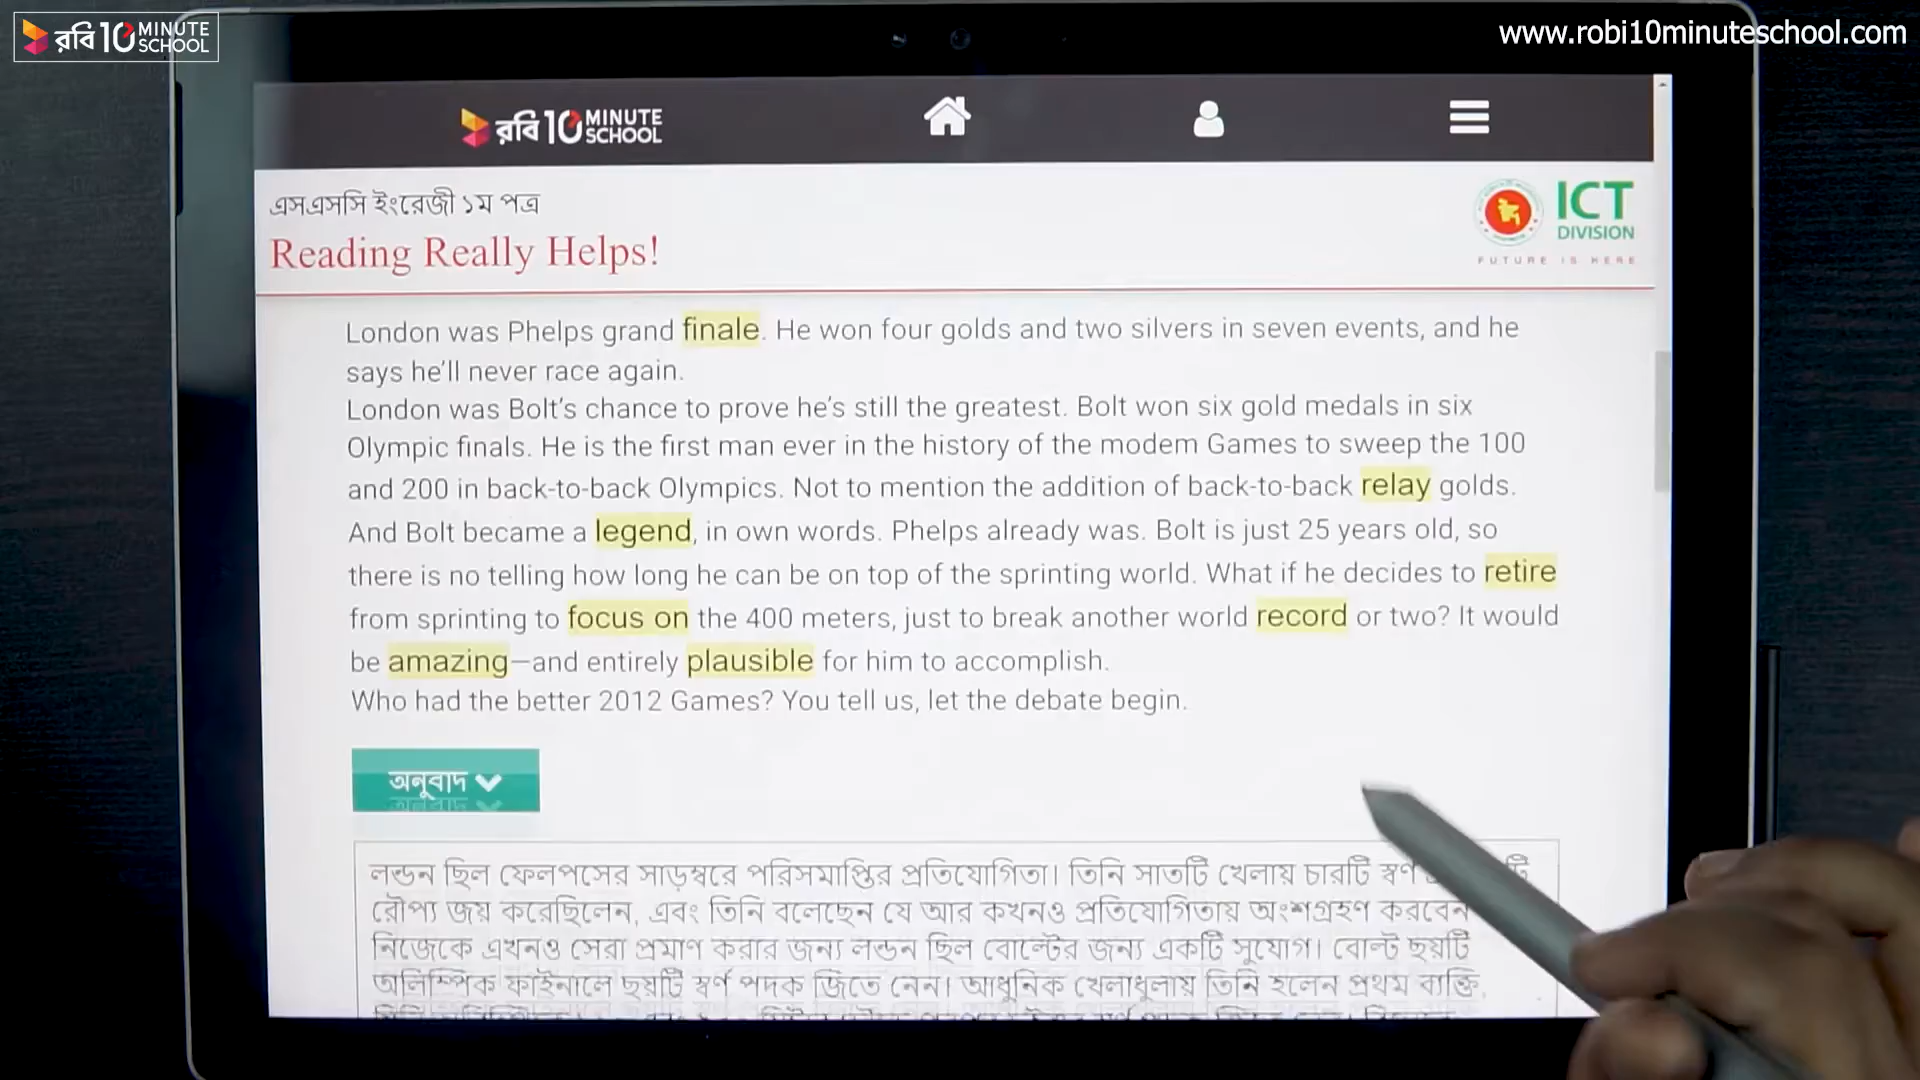 রবি 10 MINUTE SCHOOL
www.robi10minuteschool.com
রবি 10 MINUTE SCHOOL
এসএসসি ইংরেজী ১ম পত্র
Reading Really Helps!
ICT
DIVISION
FUTURE IS HERE
London was Phelps grand finale. He won four golds and two silvers in seven events, and he
says he'll never race again.
London was Bolt's chance to prove he's still the greatest. Bolt won six gold medals in six
Olympic finals. He is the first man ever in the history of the modem Games to sweep the 100
and 200 in back-to-back Olympics. Not to mention the addition of back-to-back relay golds.
And Bolt became a legend, in own words. Phelps already was. Bolt is just 25 years old, so
there is no telling how long he can be on top of the sprinting world. What if he decides to retire
from sprinting to focus on the 400 meters, just to break another world record or two? It would
be amazing—and entirely plausible for him to accomplish.
Who had the better 2012 Games? You tell us, let the debate begin.
অনুবাদ
লন্ডন ছিল ফেলপসের সাড়ম্বরে পরিসমাপ্তির প্রতিযোগিতা। তিনি সাতটি খেলায় চারটি স্বর্ণ
রৌপ্য জয় করেছিলেন, এবং তিনি বলেছেন যে আর কখনও প্রতিযোগিতায় অংশগ্রহণ করবেন
নিজেকে এখনও সেরা প্রমাণ করার জন্য লন্ডন ছিল বোল্টের জন্য একটি সুযোগ। বোল্ট ছয়টি
অলিম্পিক ফাইনালে ছয়টি স্বর্ণ পদক জিতে নেন। আধুনিক খেলাধুলায় তিনি হলেন প্রথম ব্যক্তি,